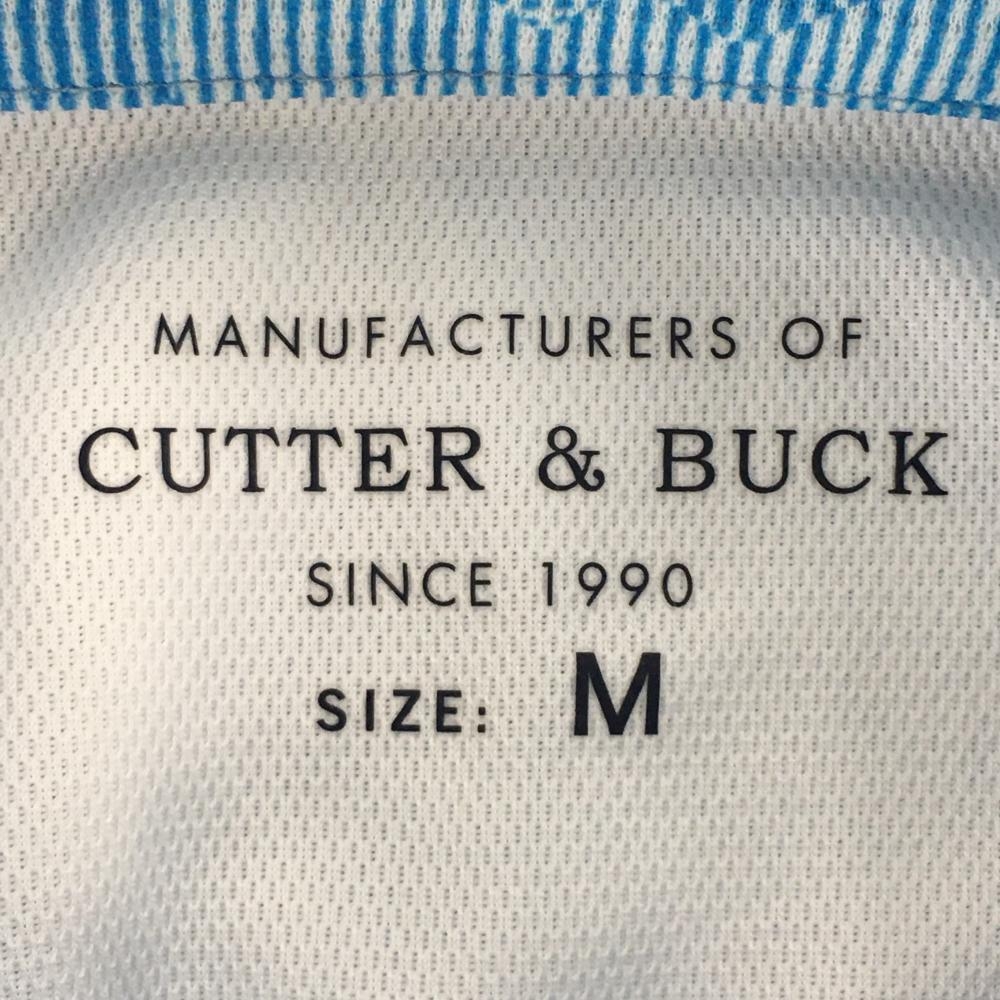 MANUFACTURERS OF
CUTTER & BUCK
SINCE 1990
SIZE: M